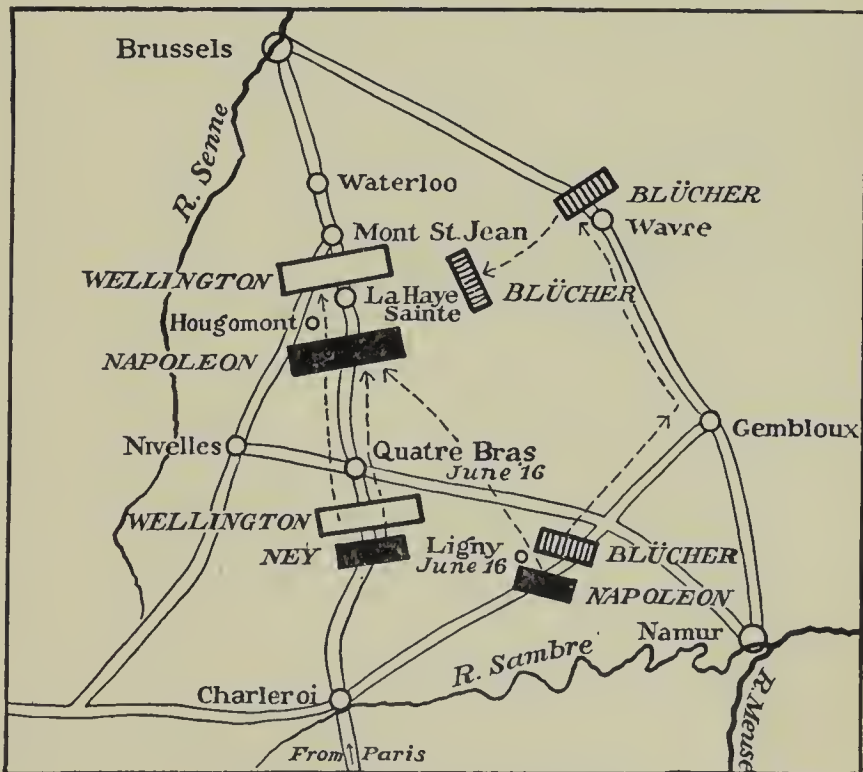 Brussels
R. Senne
Waterloo
BLÜCHER
Wavre
Mont St. Jean
WELLINGTON
La Haye
Sainte
BLÜCHER
Hougomont
NAPOLEON
Nivelles
Quatre Bras
June 16
Gembloux
WELLINGTON
NEY
Ligny
June 16
BLÜCHER
NAPOLEON
Namur
R. Sambre
Charleroi
R. Meuse
From Paris